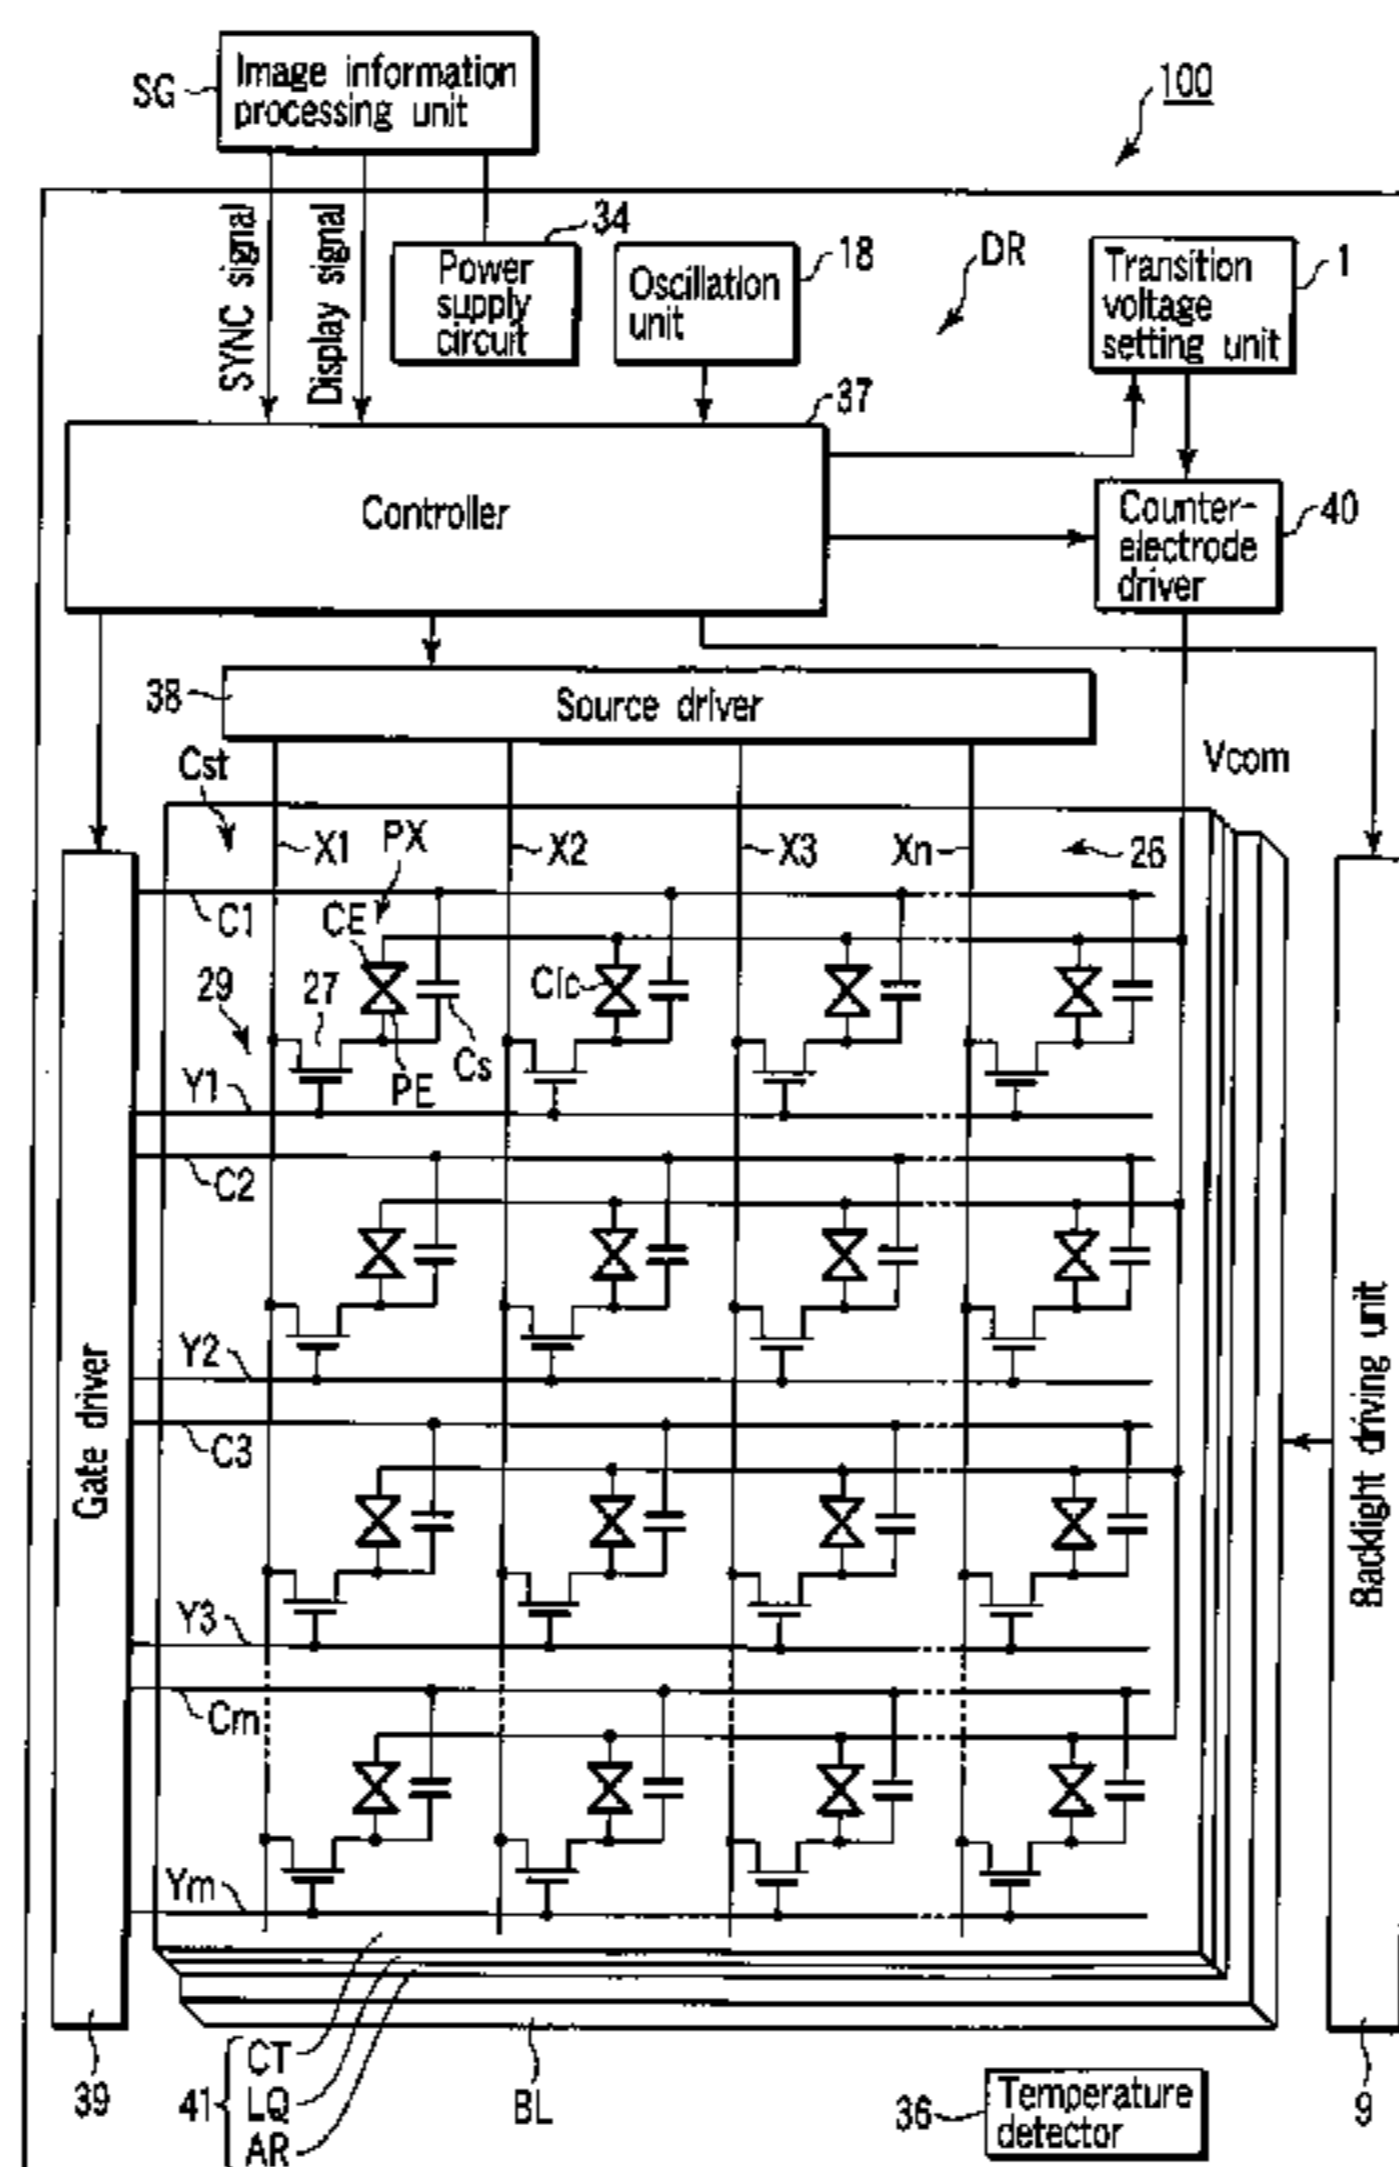 SG
Image information
processing unit
100
SYNC signal
Display signal
34
Power
supply
circuit
18
Oscillation
unit
DR
Transition
voltage
setting unit
1
37
Controller
Counter-
electrode
driver
40
38
Source driver
Vcom
Cst
X1
PX
X2
X3
Xn
26
C1
CE
29
27
Clc
Cs
PE
Y1
C2
Y2
C3
Y3
Cm
Ym
Gate driver
Backlight driving unit
39
41
CT
LQ
AR
BL
36
Temperature
detector
9